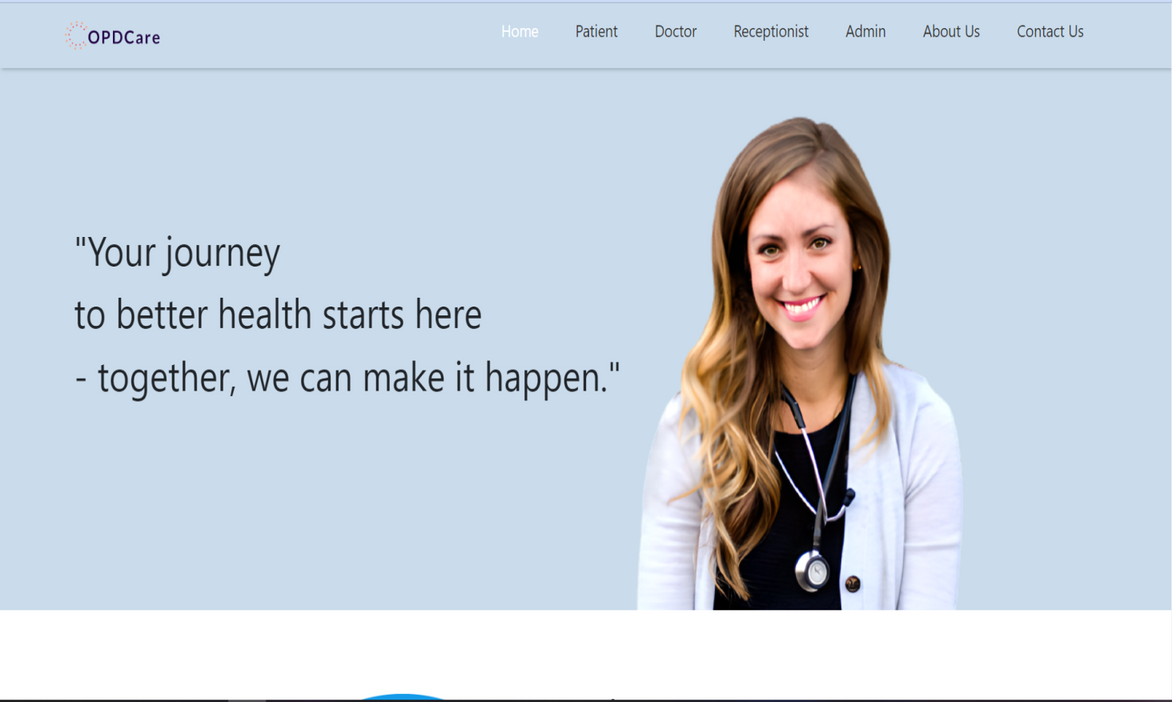 OPDCare
Home Patient Doctor Receptionist Admin About Us Contact Us
"Your journey
to better health starts here
- together, we can make it happen."